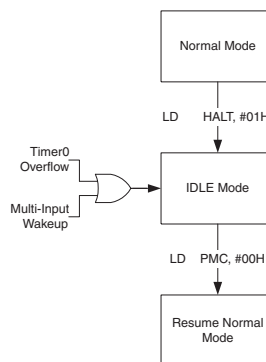 Normal Mode
LD HALT, #01H
Timer0
Overflow
IDLE Mode
Multi-Input
Wakeup
LD PMC, #00H
Resume Normal
Mode